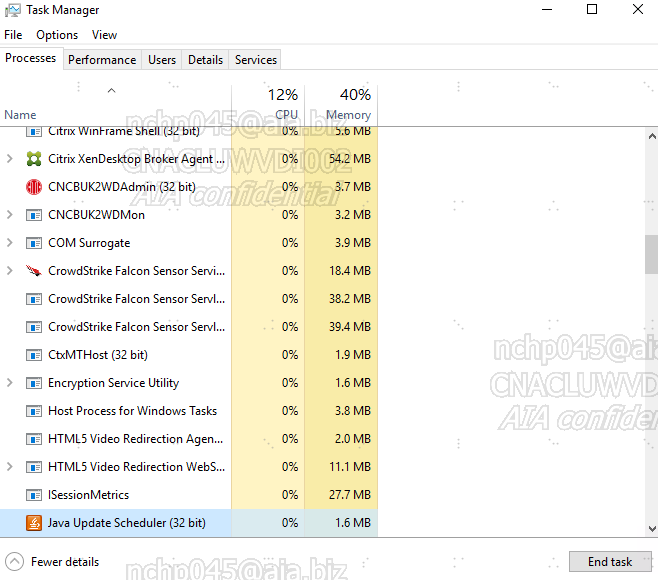 Task Manager
File Options View
Processes Performance Users Details Services
12% 40%
Name CPU Memory
Citrix WinFrame Shell (32 bit) 0% 5.6 MB
Citrix XenDesktop Broker Agent ... 0% 54.2 MB
CNCBUK2WDAdmin (32 bit) 0% 3.7 MB
CNCBUK2WDMon 0% 3.2 MB
COM Surrogate 0% 3.9 MB
CrowdStrike Falcon Sensor Servi... 0% 18.4 MB
CrowdStrike Falcon Sensor Servl... 0% 38.2 MB
CrowdStrike Falcon Sensor Servl... 0% 39.4 MB
CtxMTHost (32 bit) 0% 1.9 MB
Encryption Service Utility 0% 1.6 MB
Host Process for Windows Tasks 0% 3.8 MB
HTML5 Video Redirection Agen... 0% 2.0 MB
HTML5 Video Redirection WebS... 0% 11.1 MB
ISessionMetrics 0% 27.7 MB
Java Update Scheduler (32 bit) 0% 1.6 MB
Fewer details End task
nchp045@aia.biz
CNACLUWVDI002
AIA confidential
nchp045@aia
CNACLUWVD
AIA confider
nchp045@aia.biz